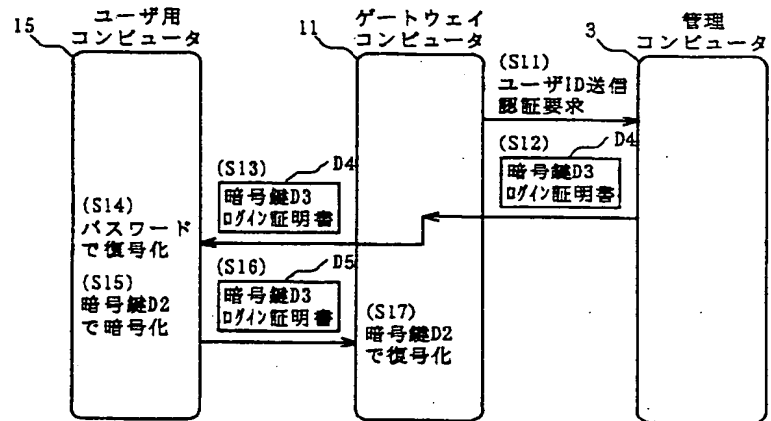 15
ユーザ用
コンピュータ
11
ゲートウェイ
コンピュータ
3
管理
コンピュータ
(S11)
ユーザID送信
認証要求
(S12)
D4
暗号鍵D3
ログイン証明書
(S13)
D4
暗号鍵D3
ログイン証明書
(S14)
パスワード
で復号化
(S15)
暗号鍵D2
で暗号化
(S16)
D5
暗号鍵D3
ログイン証明書
(S17)
暗号鍵D2
で復号化